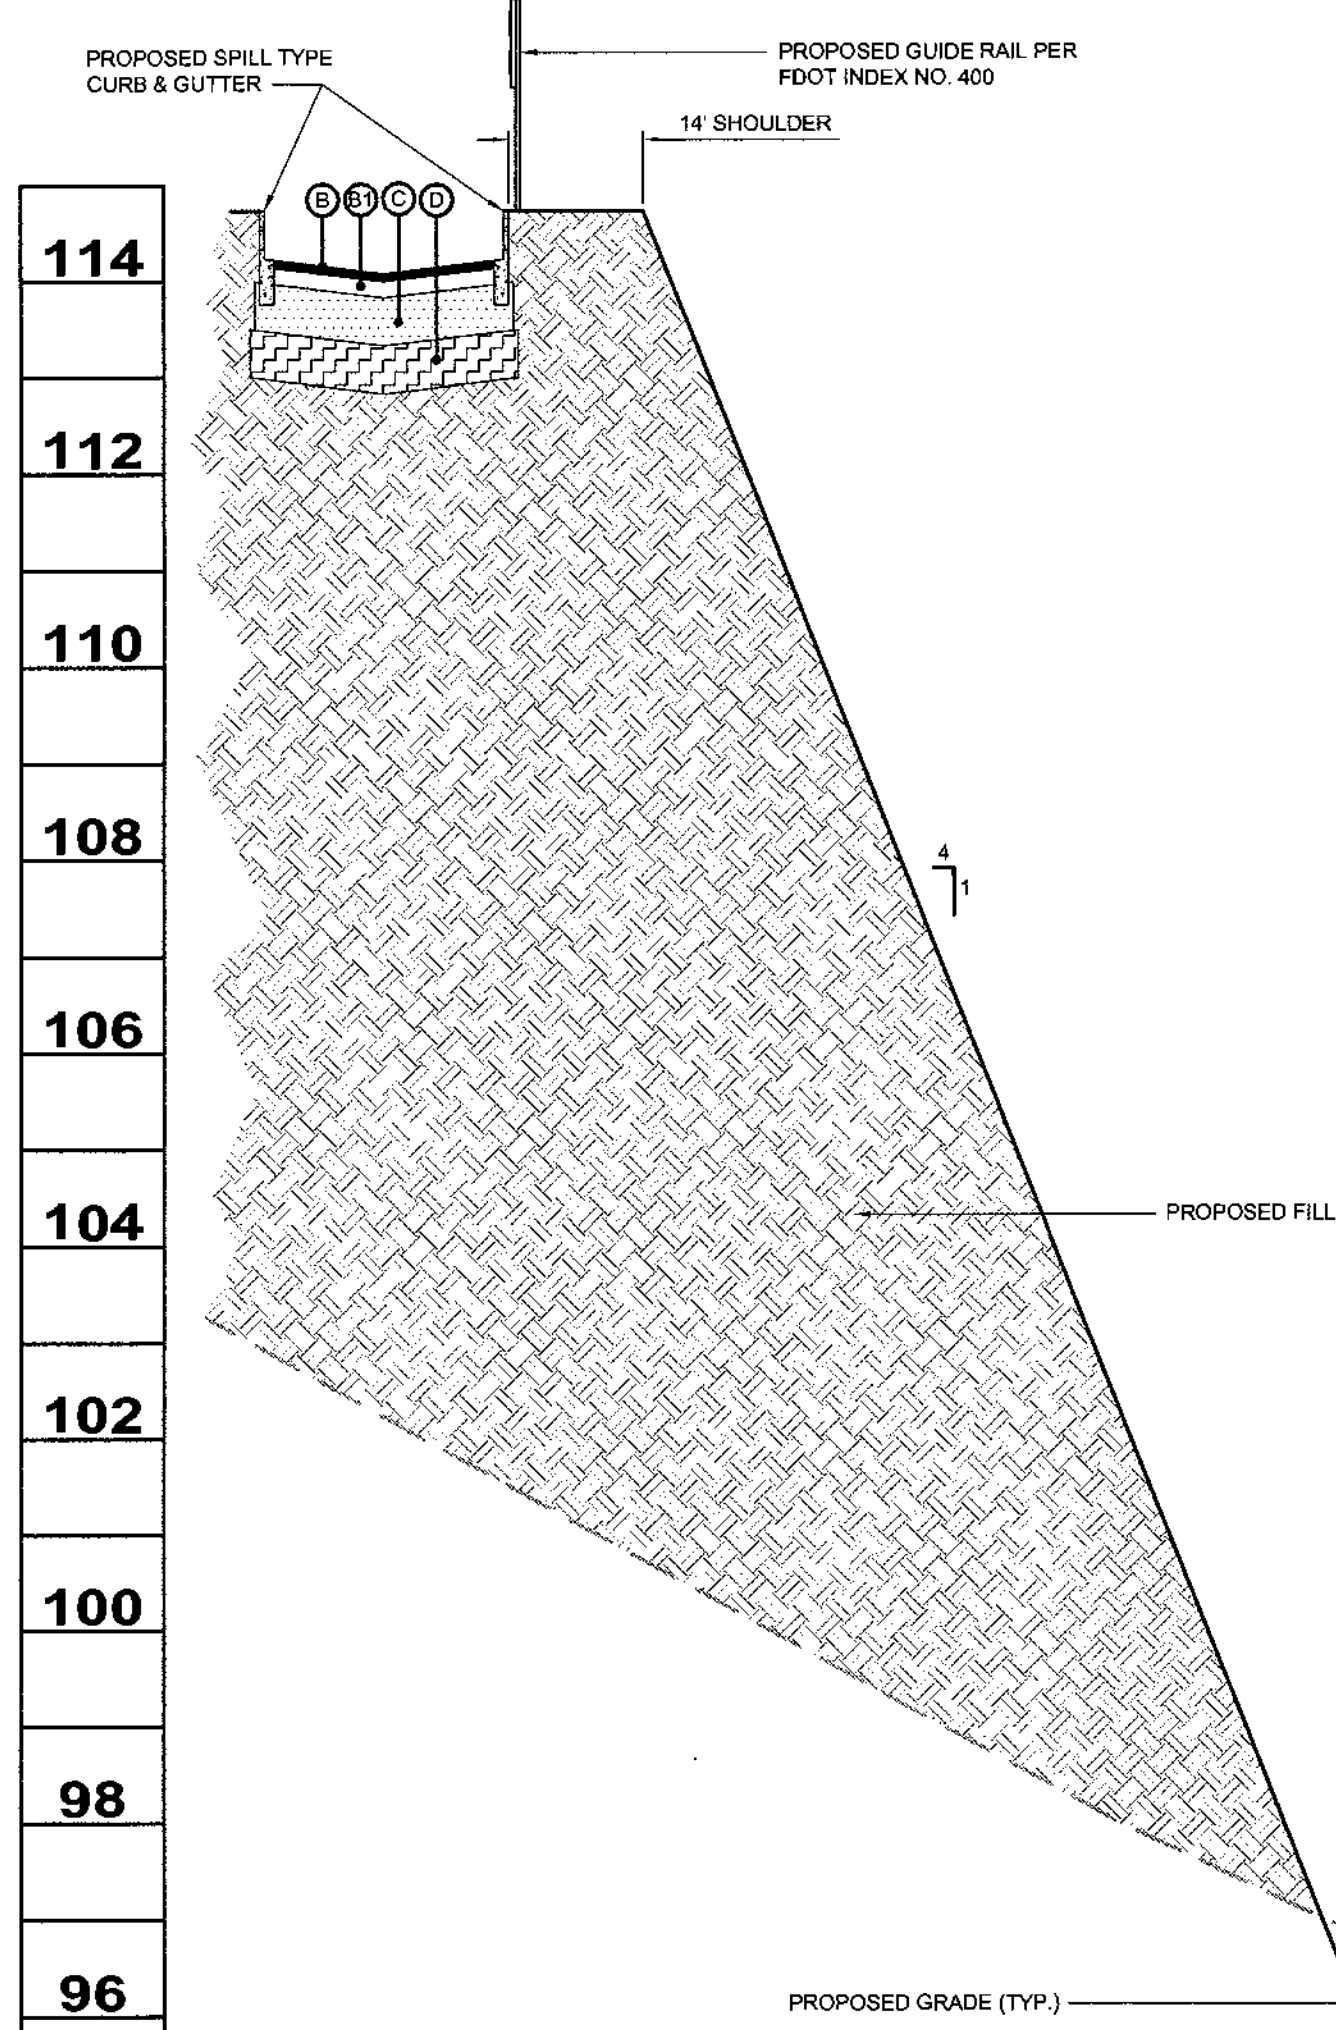 PROPOSED SPILL TYPE
CURB & GUTTER
PROPOSED GUIDE RAIL PER
FDOT INDEX NO. 400
14' SHOULDER
B B1 C D
114
112
110
108
4
1
106
104
PROPOSED FILL
102
100
98
96
PROPOSED GRADE (TYP.)